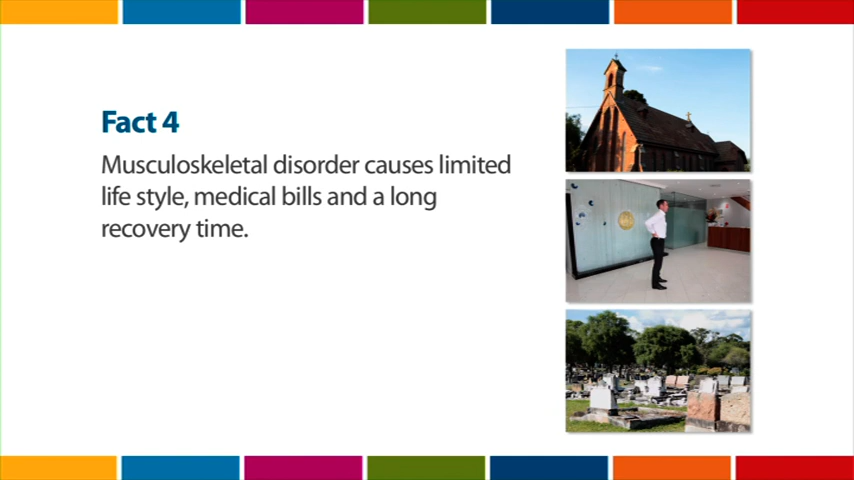 Fact 4
Musculoskeletal disorder causes limited
life style, medical bills and a long
recovery time.